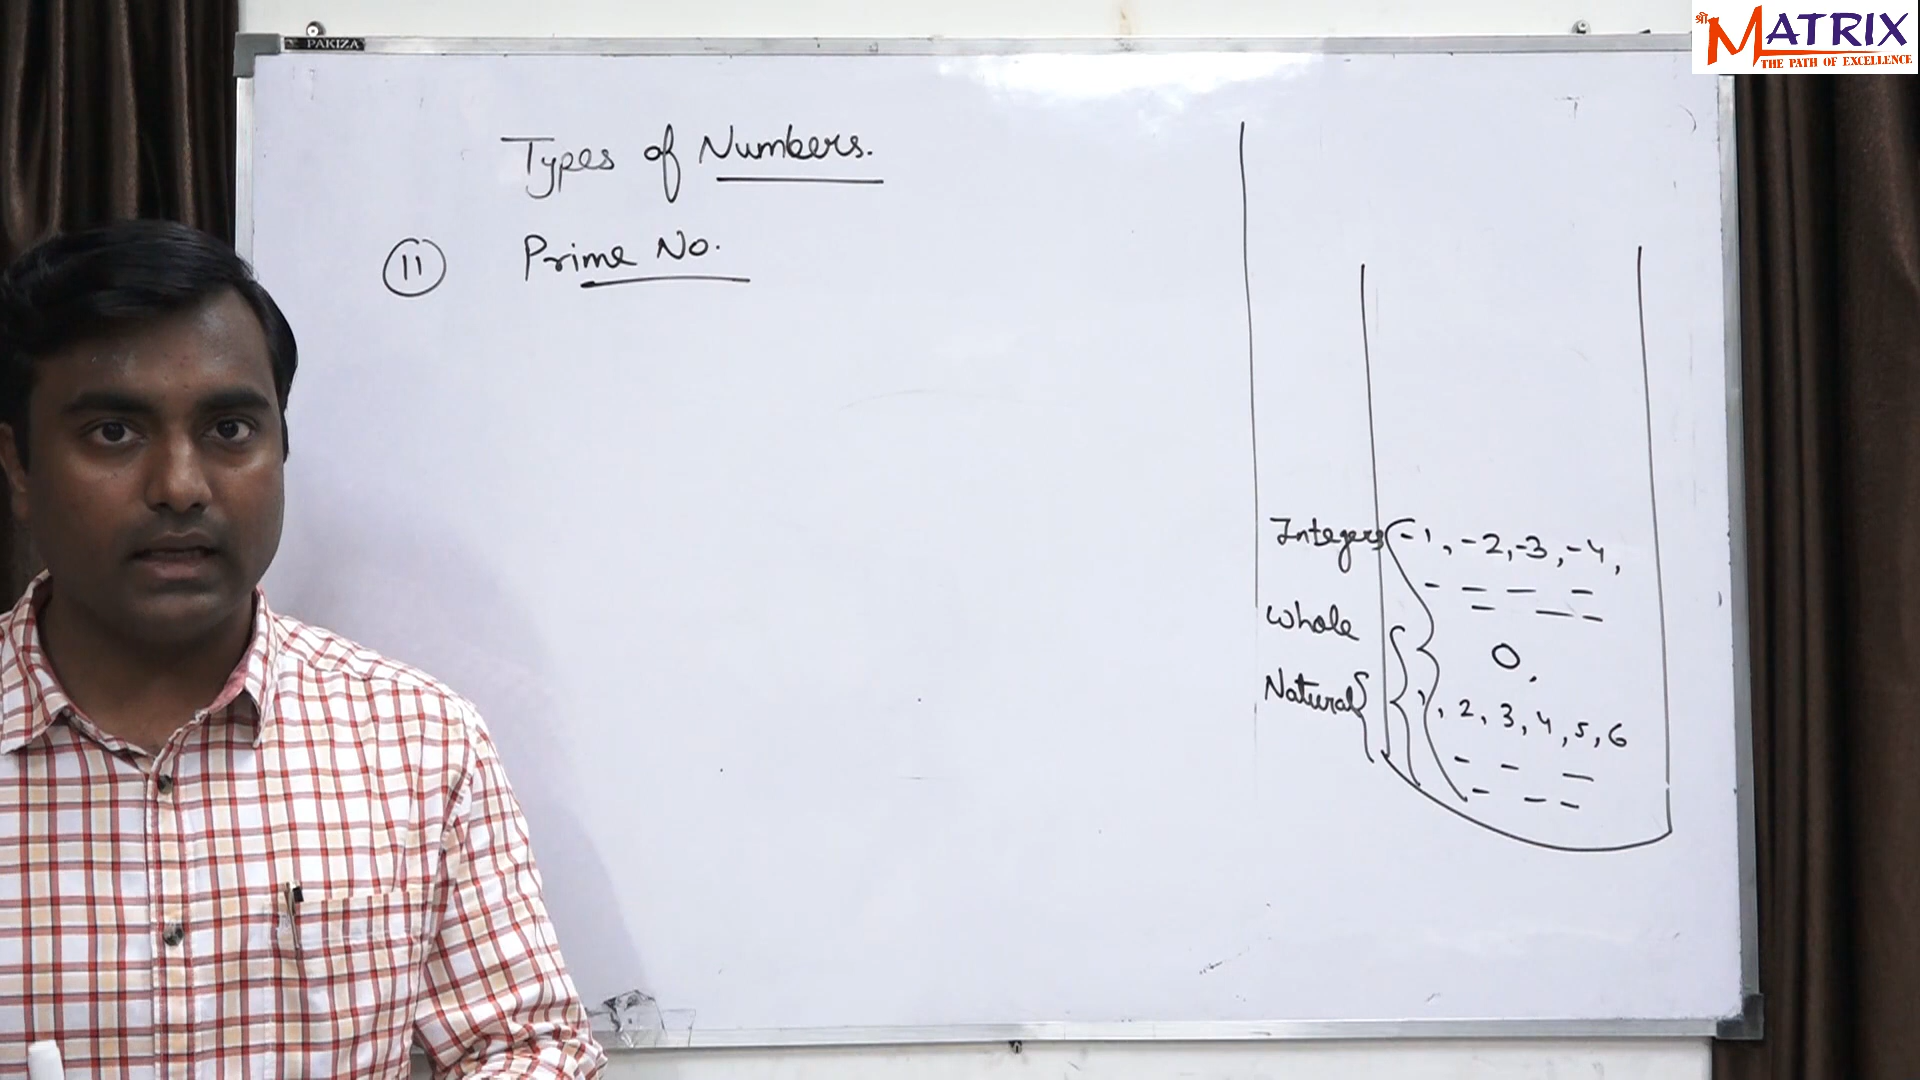 PAKIZA
श्री MATRIX
THE PATH OF EXCELLENCE
Types of Numbers.
11 Prime No.
Integers -1, -2, -3, -4,
Whole
0,
Natural 1, 2, 3, 4, 5, 6